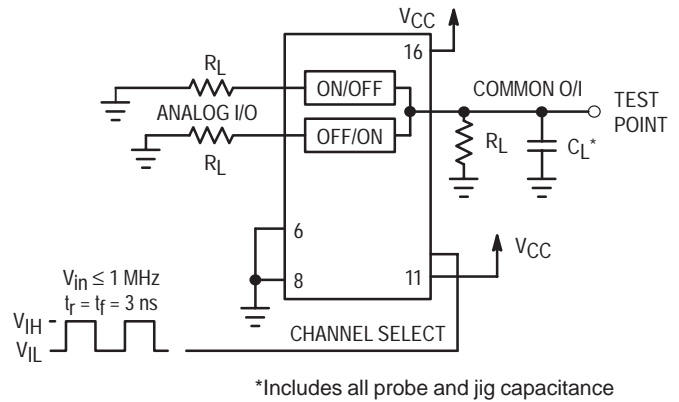 VCC
16
RL
ON/OFF
COMMON O/I
TEST
POINT
ANALOG I/O
OFF/ON
RL
RL
CL*
6
VCC
Vin ≤ 1 MHz
tr = tf = 3 ns
8
11
VIH
VIL
CHANNEL SELECT
*Includes all probe and jig capacitance